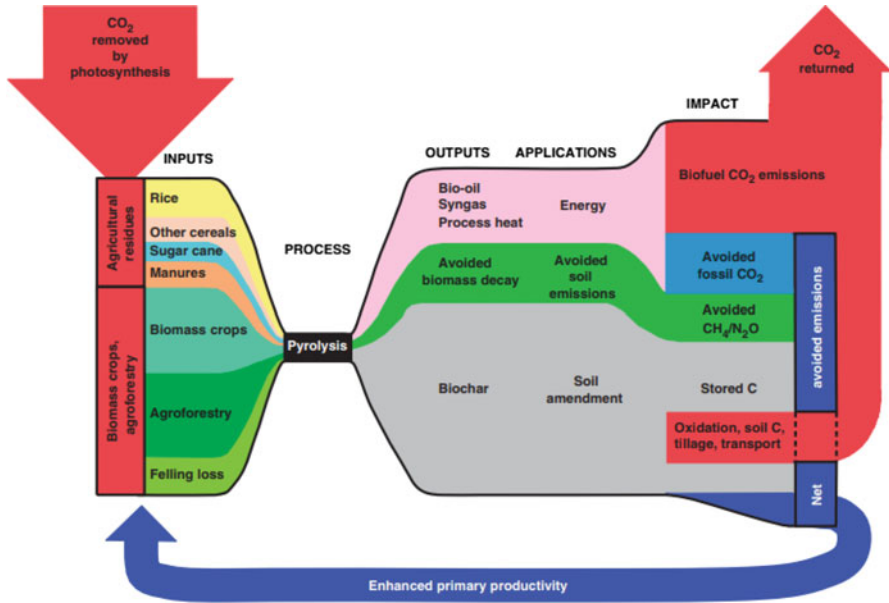 CO₂
removed
by
photosynthesis
CO₂
returned
IMPACT
INPUTS
OUTPUTS
APPLICATIONS
PROCESS
Agricultural
residues
Rice
Other cereals
Sugar cane
Manures
Biomass crops,
agroforestry
Biomass crops
Agroforestry
Felling loss
Pyrolysis
Bio-oil
Syngas
Process heat
Energy
Biofuel CO₂ emissions
Avoided
biomass decay
Avoided
soil
emissions
Avoided
fossil CO₂
Avoided
CH₄/N₂O
avoided emissions
Biochar
Soil
amendment
Stored C
Oxidation, soil C,
tillage, transport
Net
Enhanced primary productivity